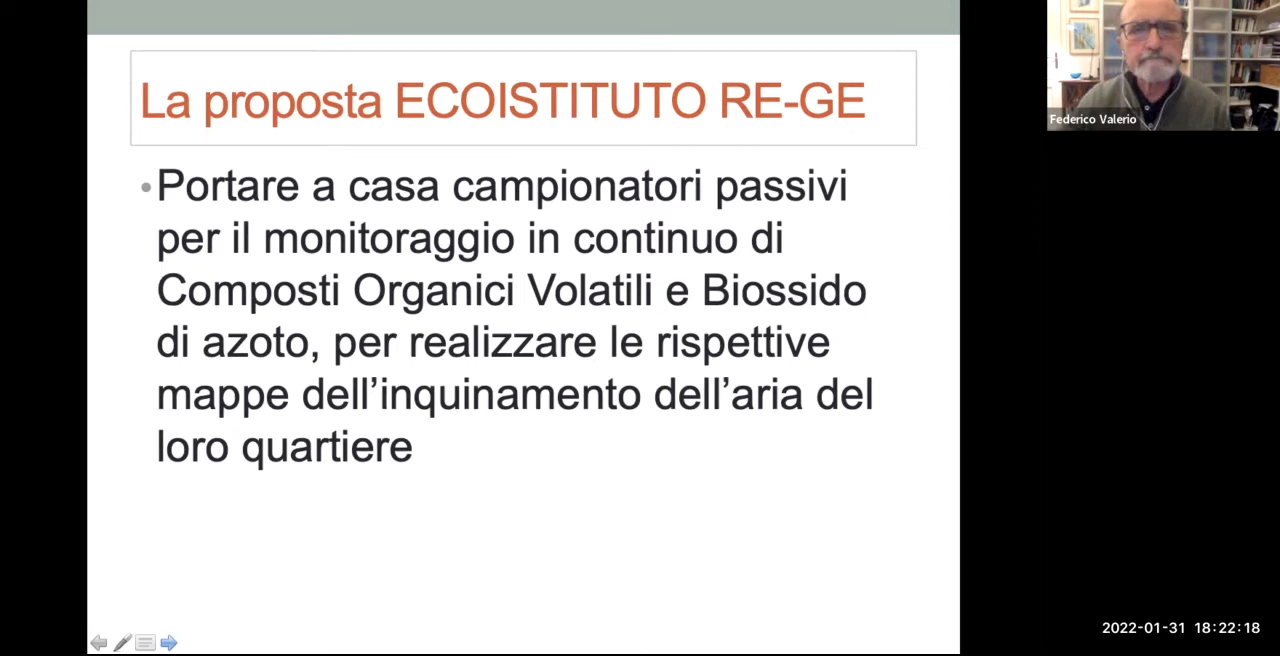 La proposta ECOISTITUTO RE-GE
•Portare a casa campionatori passivi
per il monitoraggio in continuo di
Composti Organici Volatili e Biossido
di azoto, per realizzare le rispettive
mappe dell’inquinamento dell’aria del
loro quartiere
Federico Valerio
2022-01-31 18:22:18